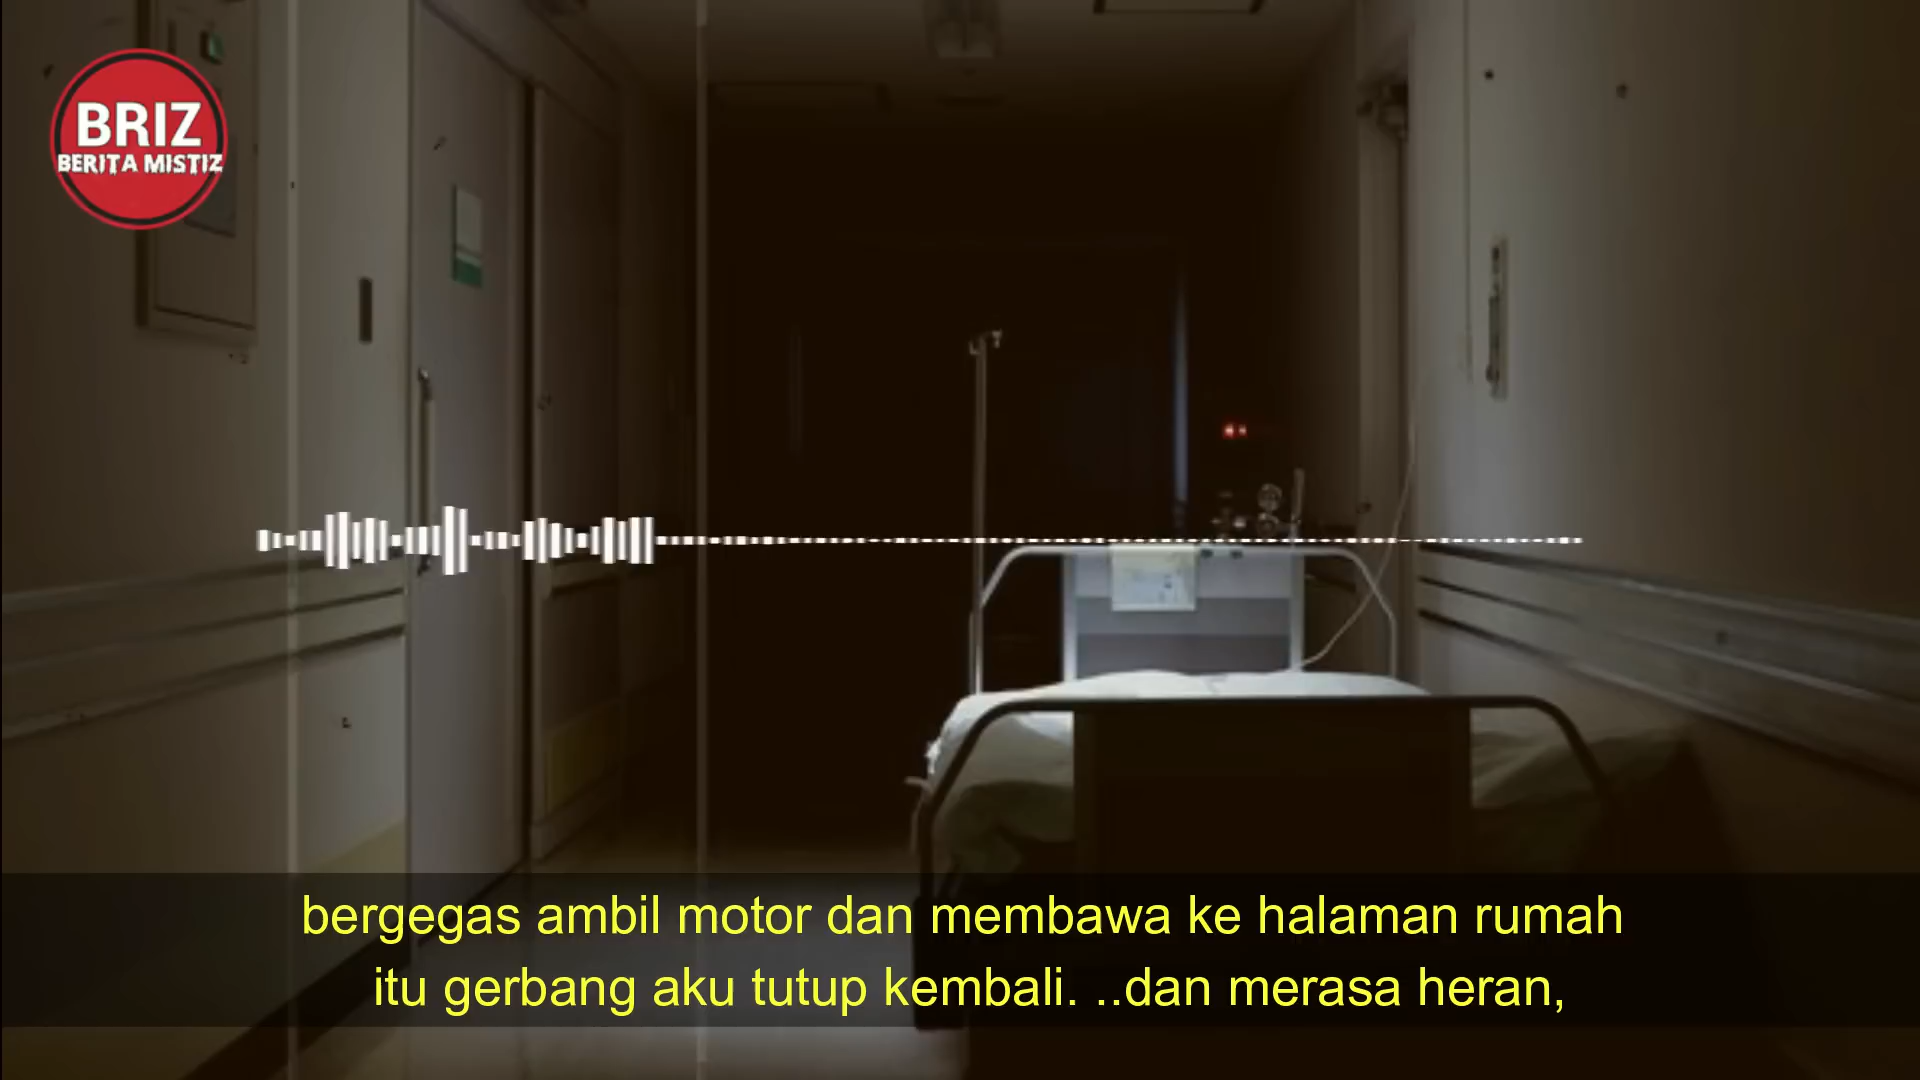 BRIZ
BERITA MISTIZ
bergegas ambil motor dan membawa ke halaman rumah
itu gerbang aku tutup kembali. ..dan merasa heran,